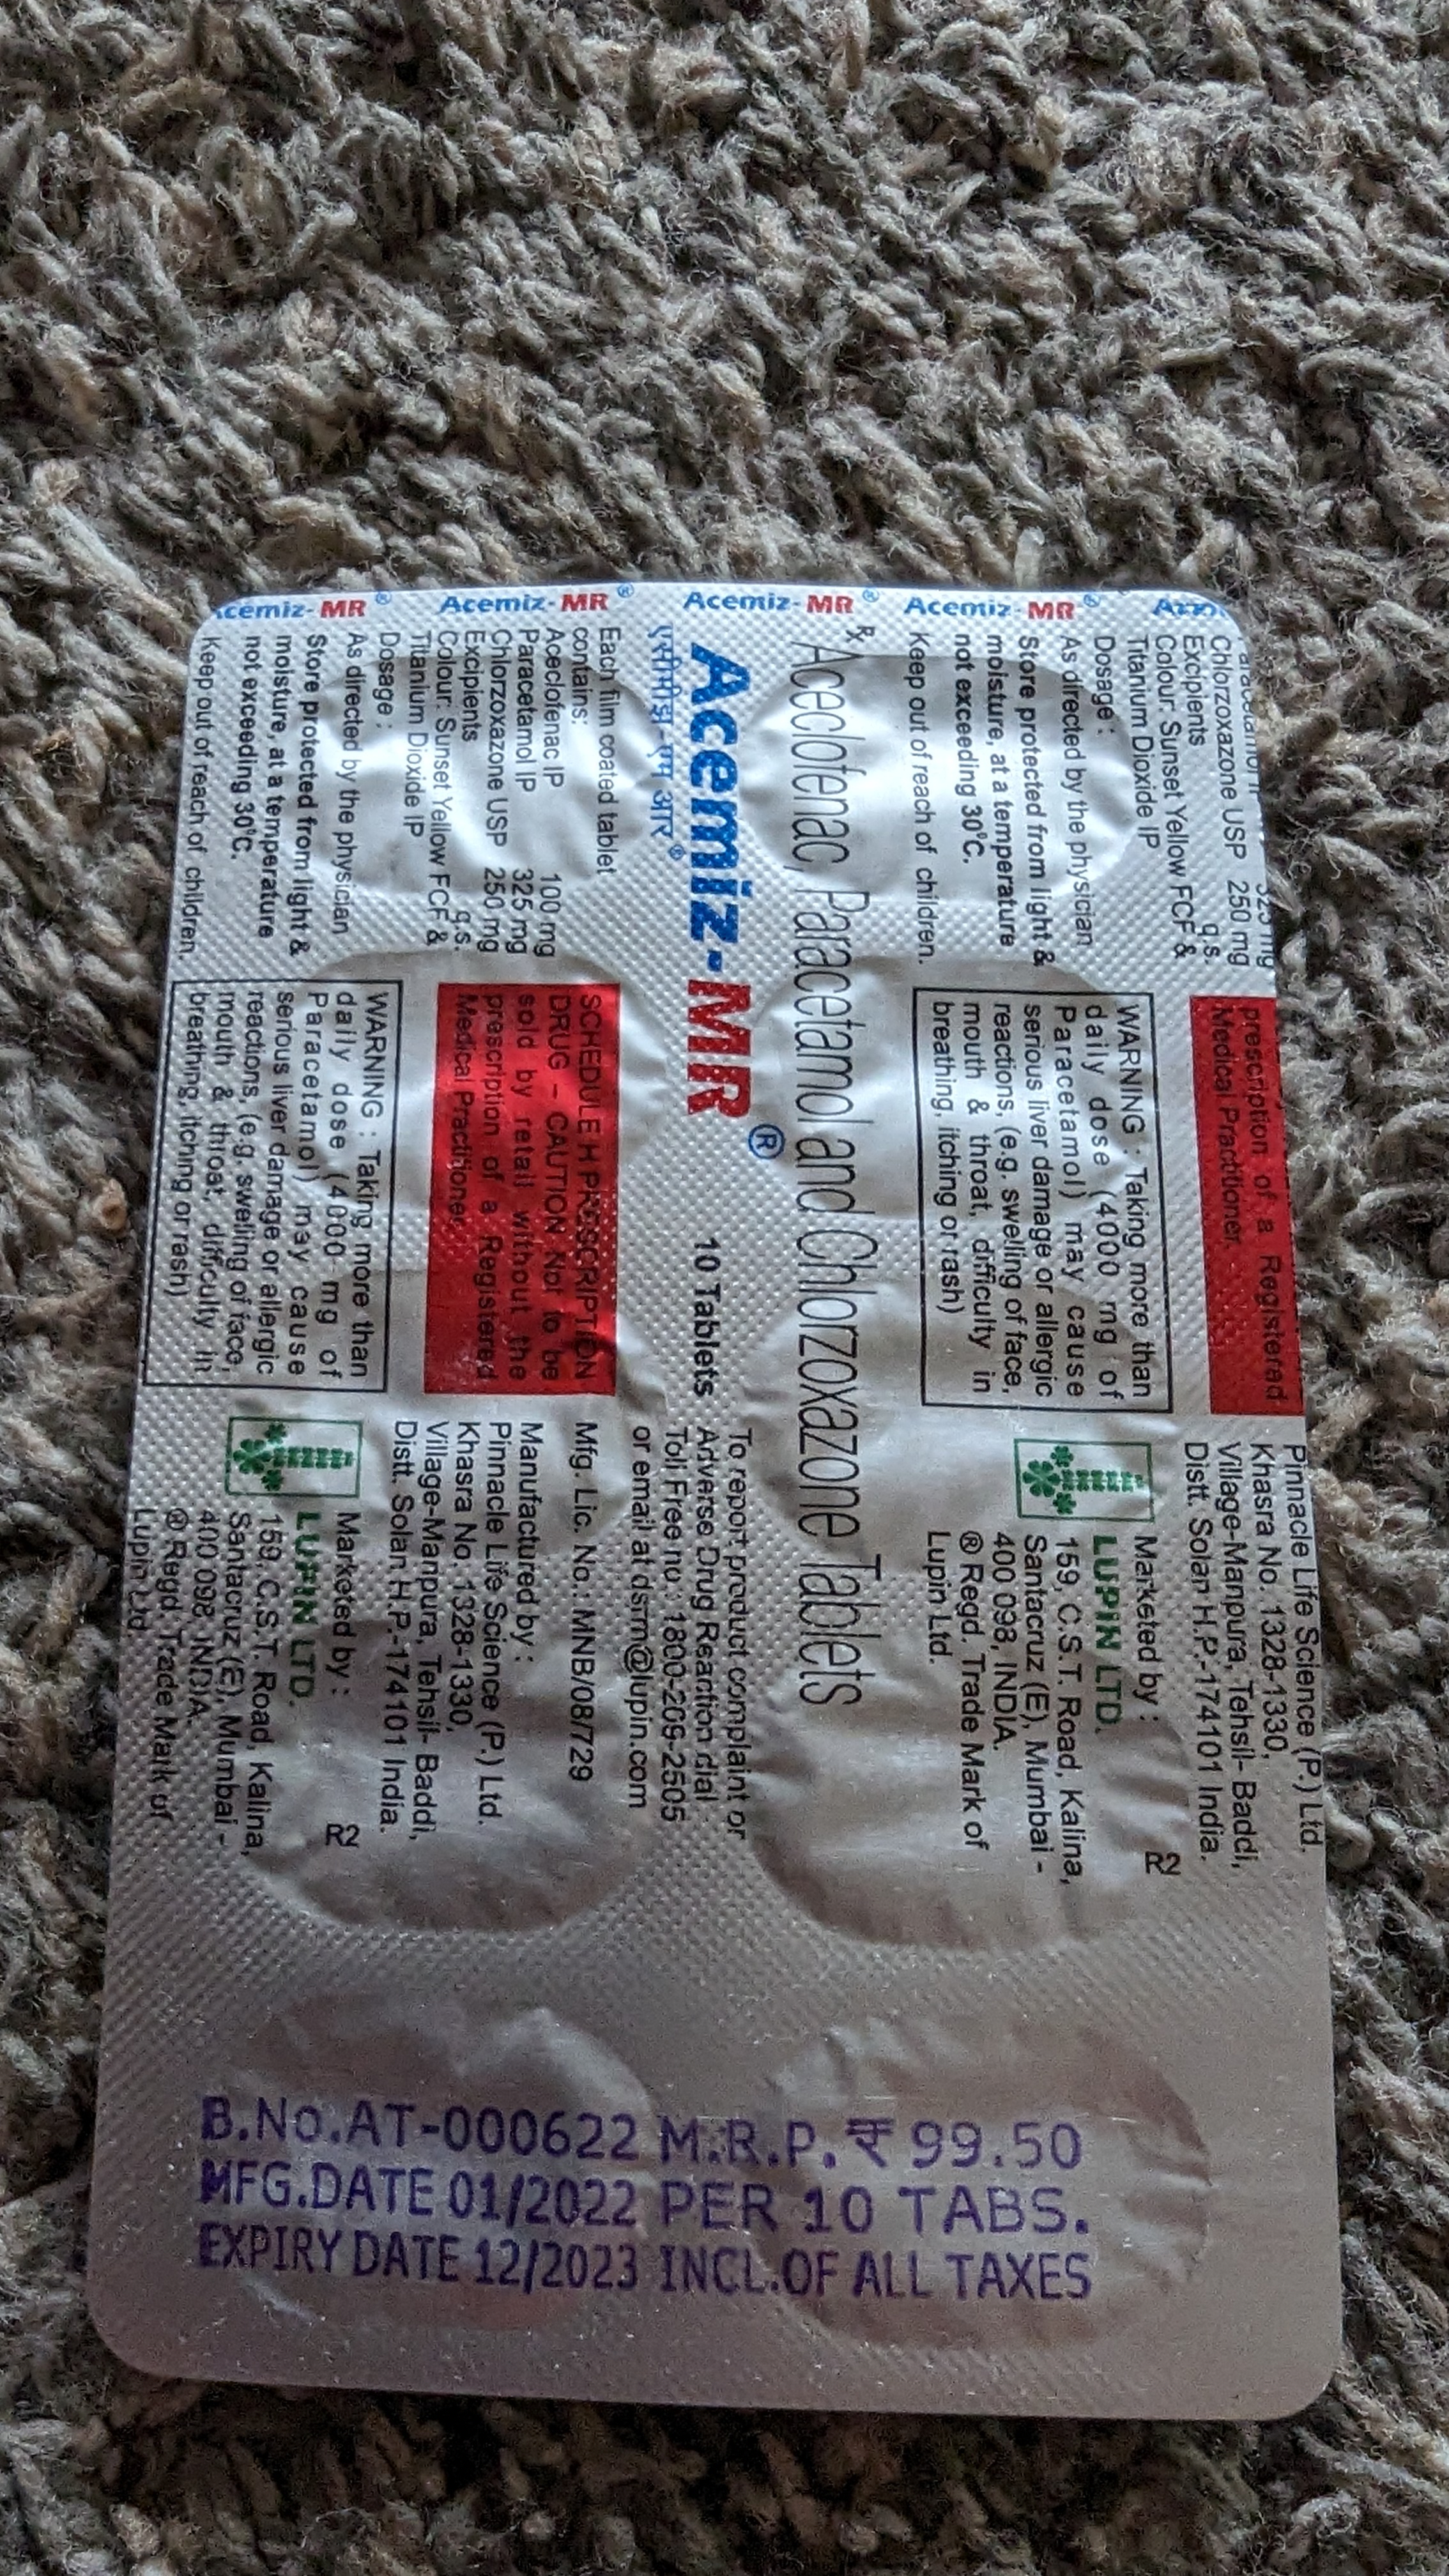 Acemiz-MR® Acemiz-MR® Acemiz-MR® Acemiz-MR®
325 mg
Chlorzoxazone USP 250 mg
Excipients q.s.
Colour: Sunset Yellow FCF &
Titanium Dioxide IP
Dosage :
As directed by the physician
Store protected from light &
moisture, at a temperature
not exceeding 30°C.
Keep out of reach of children.
prescription of a Registered
Medical Practitioner.
WARNING : Taking more than
daily dose (4000 mg of
Paracetamol) may cause
serious liver damage or allergic
reactions, (e.g. swelling of face,
mouth & throat, difficulty in
breathing, itching or rash)
Pinnacle Life Science (P.) Ltd.
Khasra No. 1328-1330,
Village-Manpura, Tehsil- Baddi,
Distt. Solan H.P.-174101 India.
R2
Marketed by :
LUPIN LTD.
159, C.S.T. Road, Kalina,
Santacruz (E), Mumbai -
400 098, INDIA.
® Regd. Trade Mark of
Lupin Ltd.
Rx
Aceclofenac, Paracetamol and Chlorzoxazone Tablets
Acemiz-MR®
एसीमीझ-एम आर®
10 Tablets
To report product complaint or
Adverse Drug Reaction dial
Toll Free no : 1800-209-2505
or email at dsrm@lupin.com
Each film coated tablet
contains:
Aceclofenac IP 100 mg
Paracetamol IP 325 mg
Chlorzoxazone USP 250 mg
Excipients q.s.
Colour: Sunset Yellow FCF &
Titanium Dioxide IP
Dosage :
As directed by the physician
Store protected from light &
moisture, at a temperature
not exceeding 30°C.
Keep out of reach of children
SCHEDULE H PRESCRIPTION
DRUG – CAUTION Not to be
sold by retail without the
prescription of a Registered
Medical Practitioner.
WARNING : Taking more than
daily dose (4000 mg of
Paracetamol) may cause
serious liver damage or allergic
reactions, (e.g. swelling of face,
mouth & throat, difficulty in
breathing, itching or rash)
Mfg. Lic. No.: MNB/08/729
Manufactured by :
Pinnacle Life Science (P.) Ltd.
Khasra No. 1328-1330,
Village-Manpura, Tehsil- Baddi,
Distt. Solan H.P.-174101 India.
R2
Marketed by :
LUPIN LTD.
159, C.S.T. Road, Kalina,
Santacruz (E), Mumbai -
400 098, INDIA.
® Regd. Trade Mark of
Lupin Ltd.
B.No.AT-000622 M.R.P.₹ 99.50
MFG.DATE 01/2022 PER 10 TABS.
EXPIRY DATE 12/2023 INCL.OF ALL TAXES